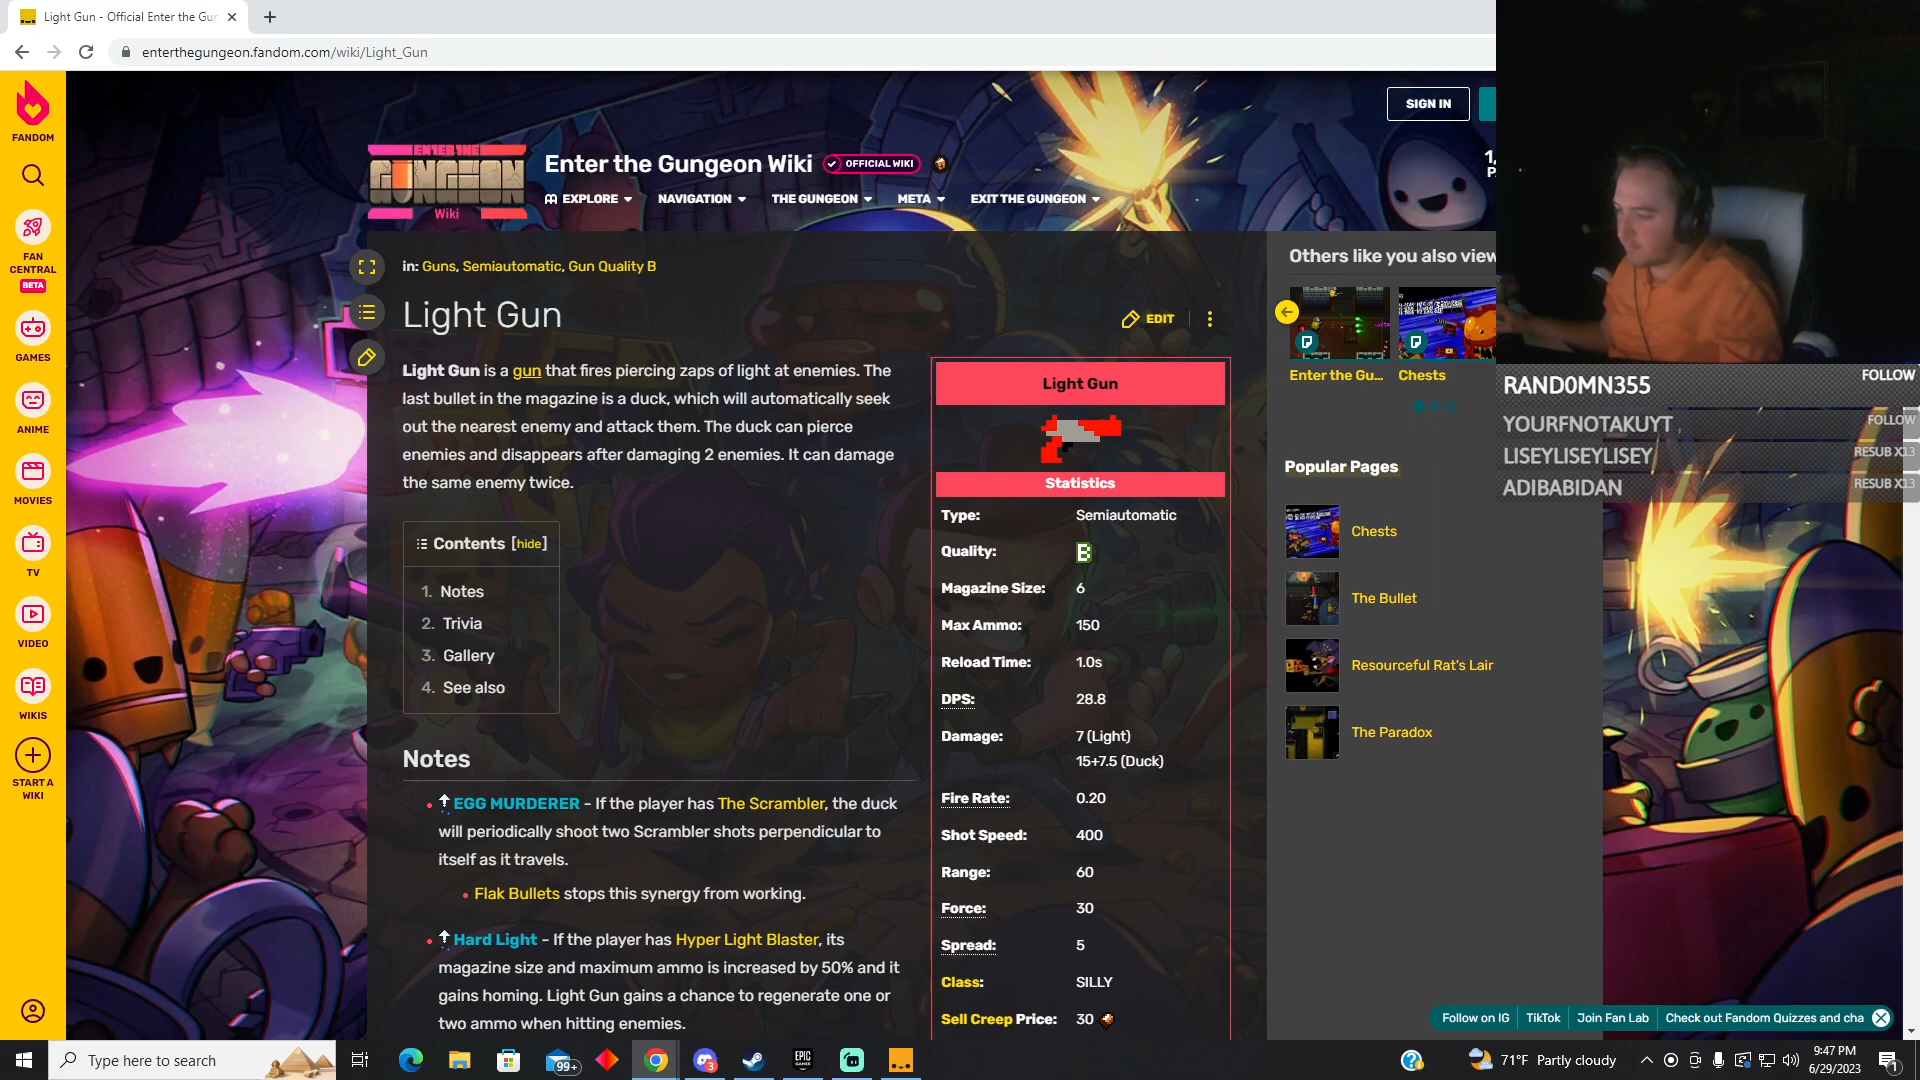 Light Gun - Official Enter the Gun
enterthegungeon.fandom.com/wiki/Light_Gun
FANDOM
FAN CENTRAL
BETA
GAMES
ANIME
MOVIES
TV
VIDEO
WIKIS
START A WIKI
SIGN IN
ENTER THE
GUNGEON
Wiki
Enter the Gungeon Wiki
OFFICIAL WIKI
EXPLORE
NAVIGATION
THE GUNGEON
META
EXIT THE GUNGEON
in: Guns, Semiautomatic, Gun Quality B
Light Gun
EDIT
Light Gun is a gun that fires piercing zaps of light at enemies. The
last bullet in the magazine is a duck, which will automatically seek
out the nearest enemy and attack them. The duck can pierce
enemies and disappears after damaging 2 enemies. It can damage
the same enemy twice.
Contents [hide]
1. Notes
2. Trivia
3. Gallery
4. See also
Notes
EGG MURDERER - If the player has The Scrambler, the duck
will periodically shoot two Scrambler shots perpendicular to
itself as it travels.
Flak Bullets stops this synergy from working.
Hard Light - If the player has Hyper Light Blaster, its
magazine size and maximum ammo is increased by 50% and it
gains homing. Light Gun gains a chance to regenerate one or
two ammo when hitting enemies.
Light Gun
Statistics
Type: Semiautomatic
Quality: B
Magazine Size: 6
Max Ammo: 150
Reload Time: 1.0s
DPS: 28.8
Damage: 7 (Light)
15+7.5 (Duck)
Fire Rate: 0.20
Shot Speed: 400
Range: 60
Force: 30
Spread: 5
Class: SILLY
Sell Creep Price: 30
Others like you also view
Enter the Gu...
Chests
Popular Pages
Chests
The Bullet
Resourceful Rat's Lair
The Paradox
RAND0MN355 FOLLOW
YOURFNOTAKUYT FOLLOW
LISEYLISEYLISEY RESUB X13
ADIBABIDAN RESUB X13
Follow on IG
TikTok
Join Fan Lab
Check out Fandom Quizzes and cha
Type here to search
99+
3
EPIC
GAMES
71°F Partly cloudy
9:47 PM
6/29/2023
1